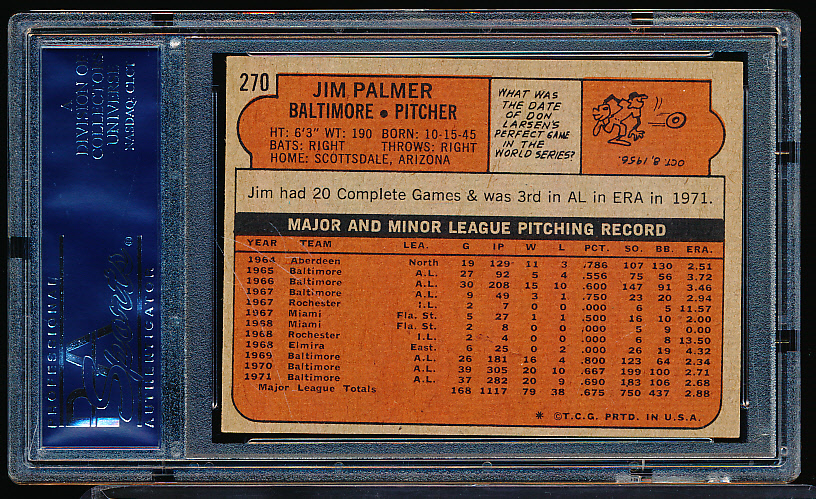 270
JIM PALMER
BALTIMORE • PITCHER
HT: 6'3" WT: 190 BORN: 10-15-45
BATS: RIGHT THROWS: RIGHT
HOME: SCOTTSDALE, ARIZONA
WHAT WAS
THE DATE
OF DON
LARSEN'S
PERFECT GAME
IN THE
WORLD SERIES?
OCT. 8, 1956.
Jim had 20 Complete Games & was 3rd in AL in ERA in 1971.
MAJOR AND MINOR LEAGUE PITCHING RECORD
YEAR TEAM LEA. G IP W L PCT. SO. BB. ERA.
1964 Aberdeen North 19 129 11 3 .786 107 130 2.51
1965 Baltimore A.L. 27 92 5 4 .556 75 56 3.72
1966 Baltimore A.L. 30 208 15 10 .600 147 91 3.46
1967 Baltimore A.L. 9 49 3 1 .750 23 20 2.94
1967 Rochester I.L. 2 7 0 0 .000 6 5 11.57
1967 Miami Fla. St. 5 27 1 1 .500 16 10 2.00
1968 Miami Fla. St. 2 8 0 0 .000 5 9 0.00
1968 Rochester I.L. 2 4 0 0 .000 6 8 13.50
1968 Elmira East. 6 25 0 2 .000 26 19 4.32
1969 Baltimore A.L. 26 181 16 4 .800 123 64 2.34
1970 Baltimore A.L. 39 305 20 10 .667 199 100 2.71
1971 Baltimore A.L. 37 282 20 9 .690 183 106 2.68
Major League Totals 168 1117 79 38 .675 750 437 2.88
* ©T.C.G. PRTD. IN U.S.A.
A
DIVISION OF
COLLECTORS
UNIVERSE
NASDAQ: CLCT
PROFESSIONAL
PSA
Sports
®
AUTHENTICATOR